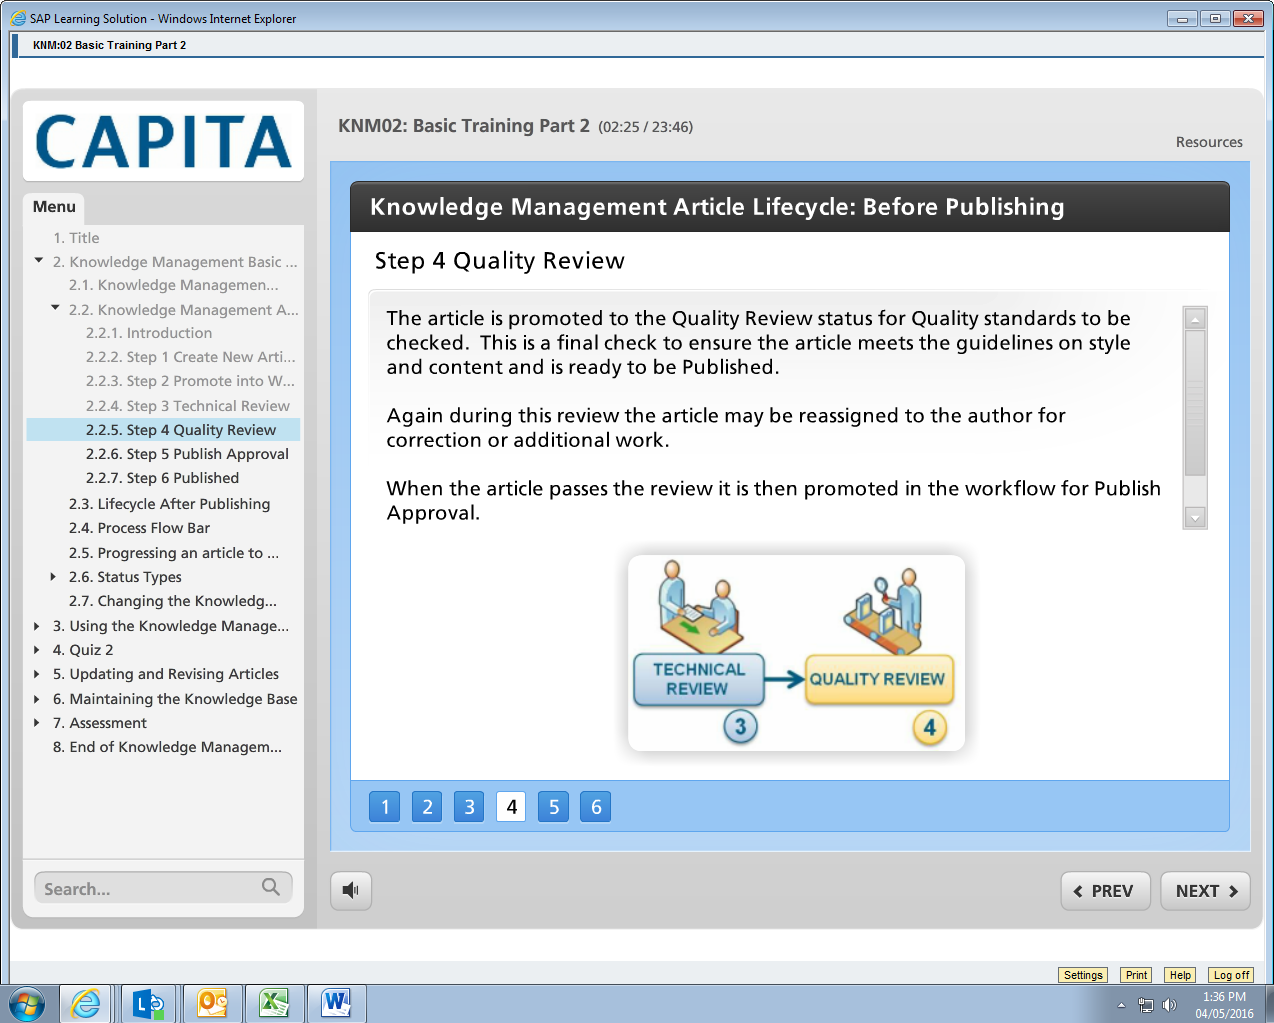 SAP Learning Solution - Windows Internet Explorer
KNM:02 Basic Training Part 2
CAPITA
KNM02: Basic Training Part 2 (02:25 / 23:46)
Resources
Menu
1. Title
2. Knowledge Management Basic ...
2.1. Knowledge Managemen...
2.2. Knowledge Management A...
2.2.1. Introduction
2.2.2. Step 1 Create New Arti...
2.2.3. Step 2 Promote into W...
2.2.4. Step 3 Technical Review
2.2.5. Step 4 Quality Review
2.2.6. Step 5 Publish Approval
2.2.7. Step 6 Published
2.3. Lifecycle After Publishing
2.4. Process Flow Bar
2.5. Progressing an article to ...
2.6. Status Types
2.7. Changing the Knowledg...
3. Using the Knowledge Manage...
4. Quiz 2
5. Updating and Revising Articles
6. Maintaining the Knowledge Base
7. Assessment
8. End of Knowledge Managem...
Search...
Knowledge Management Article Lifecycle: Before Publishing
Step 4 Quality Review
The article is promoted to the Quality Review status for Quality standards to be
checked. This is a final check to ensure the article meets the guidelines on style
and content and is ready to be Published.
Again during this review the article may be reassigned to the author for
correction or additional work.
When the article passes the review it is then promoted in the workflow for Publish
Approval.
TECHNICAL
REVIEW
3
QUALITY REVIEW
4
1 2 3 4 5 6
PREV
NEXT
Settings Print Help Log off
1:36 PM
04/05/2016